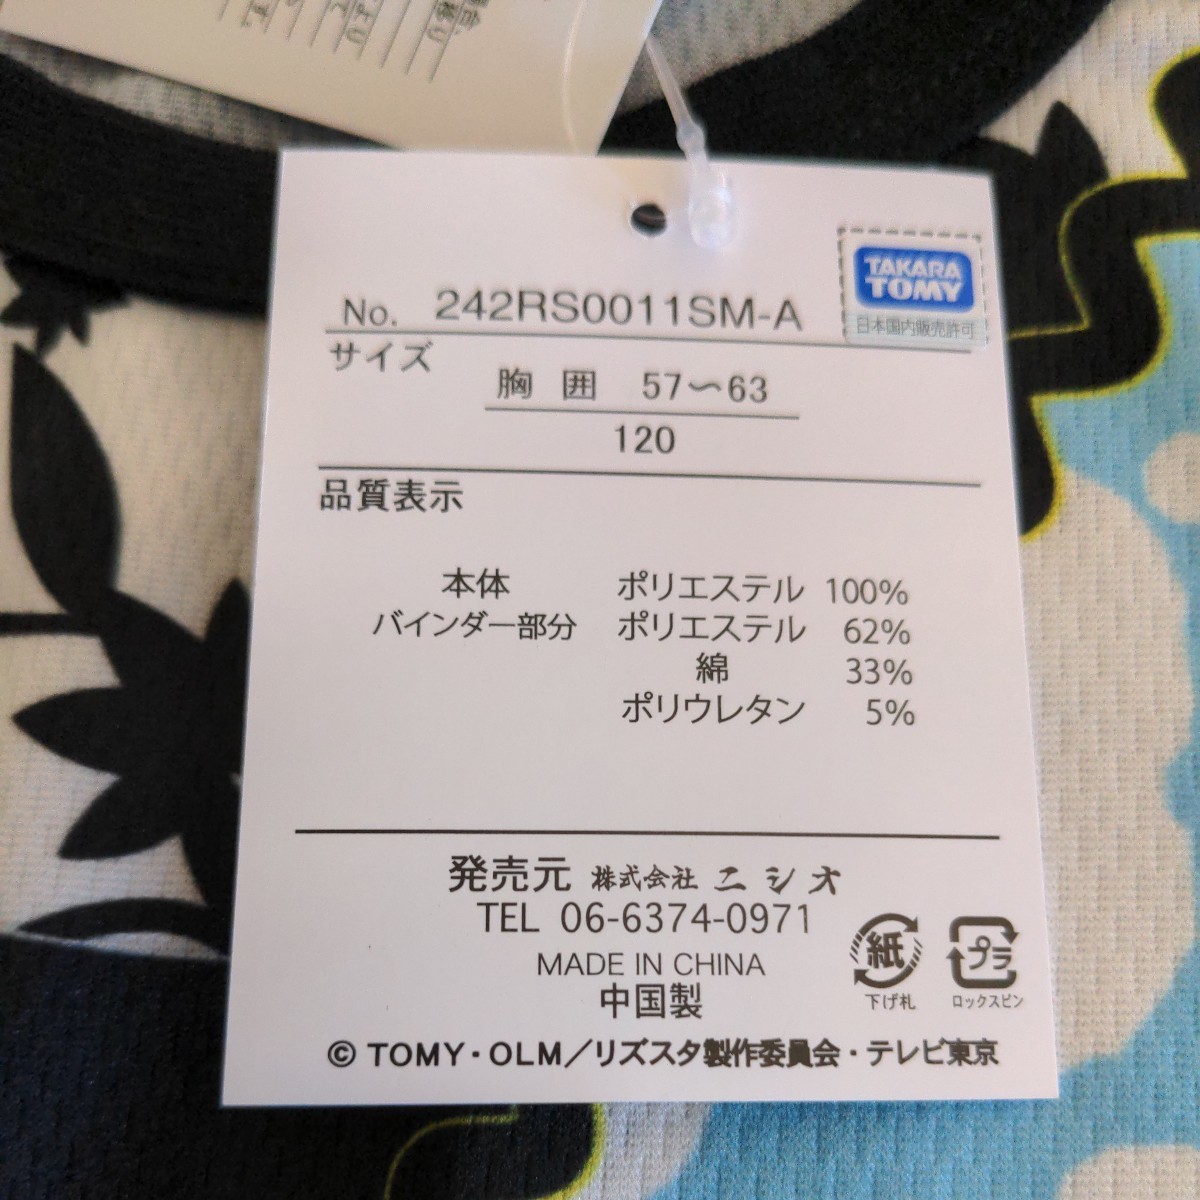 No. 242RS0011SM-A
TAKARA
TOMY
日本国内販売許可
サイズ
胸 囲 57〜63
120
品質表示
本体 ポリエステル 100%
バインダー部分 ポリエステル 62%
綿 33%
ポリウレタン 5%
発売元 株式会社 ニシオ
TEL 06-6374-0971
MADE IN CHINA
中国製
紙
下げ札
プラ
ロックスピン
© TOMY・OLM／リズスタ製作委員会・テレビ東京